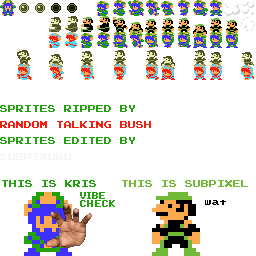 SPRITES RIPPED BY
RANDOM TALKING BUSH
SPRITES EDITED BY
SUBPIXURU
THIS IS KRIS
THIS IS SUBPIXEL
VIBE
CHECK
wat